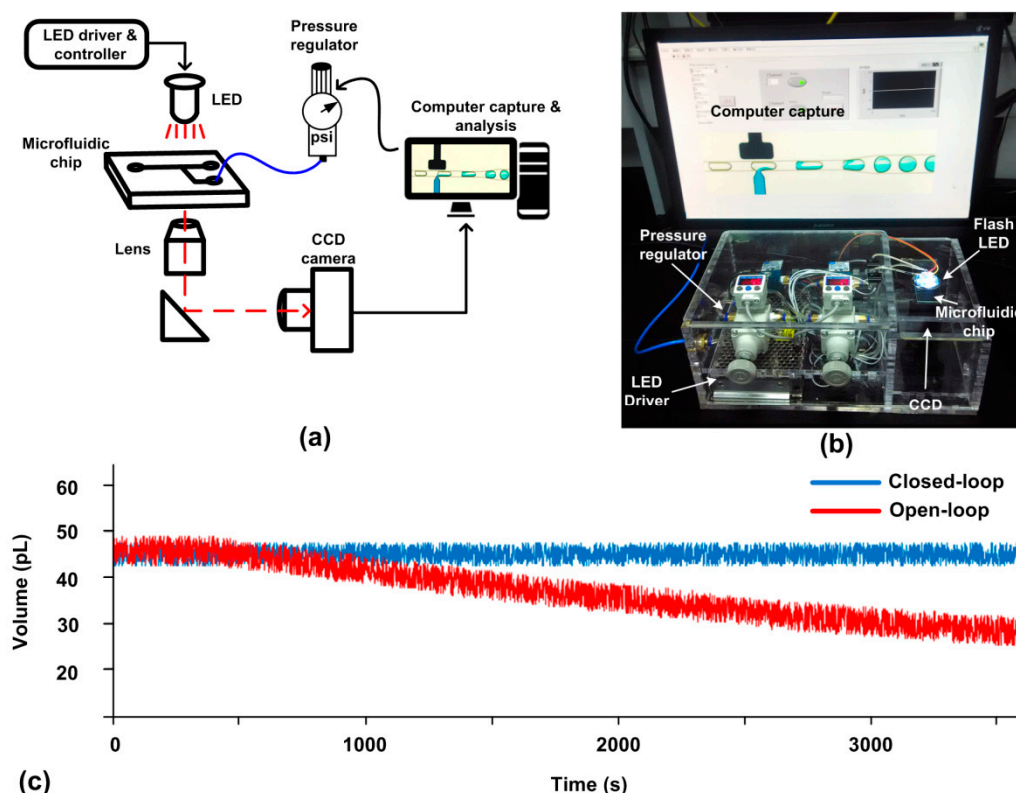 LED driver &
controller
LED
Microfluidic
chip
Lens
Pressure
regulator
psi
CCD
camera
Computer capture &
analysis
(a)
Computer capture
Pressure
regulator
Flash
LED
Microfluidic
chip
LED
Driver
CCD
(b)
Closed-loop
Open-loop
Volume (pL)
60
50
40
30
20
0
1000
2000
3000
Time (s)
(c)